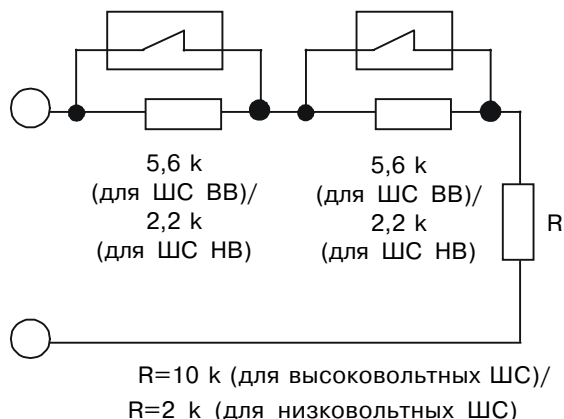 5,6 k
(для ШС ВВ)/
2,2 k
(для ШС НВ)
5,6 k
(для ШС ВВ)/
2,2 k
(для ШС НВ)
R
R=10 k (для высоковольтных ШС)/
R=2 k (для низковольтных ШС)